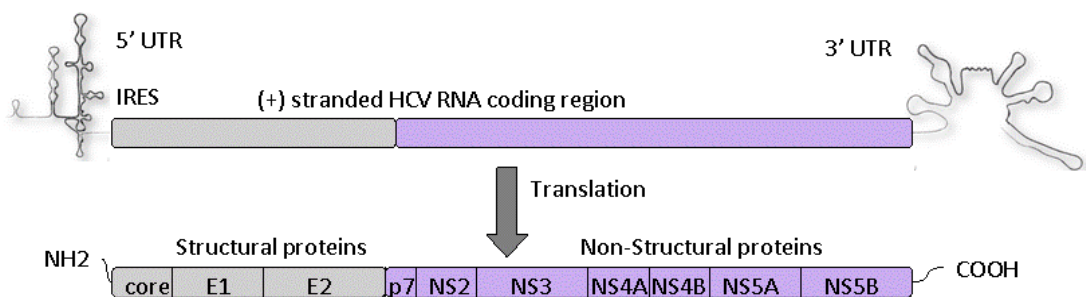 5’ UTR
3’ UTR
IRES
(+) stranded HCV RNA coding region
Translation
Structural proteins
Non-Structural proteins
NH2
COOH
core E1 E2 p7 NS2 NS3 NS4A NS4B NS5A NS5B